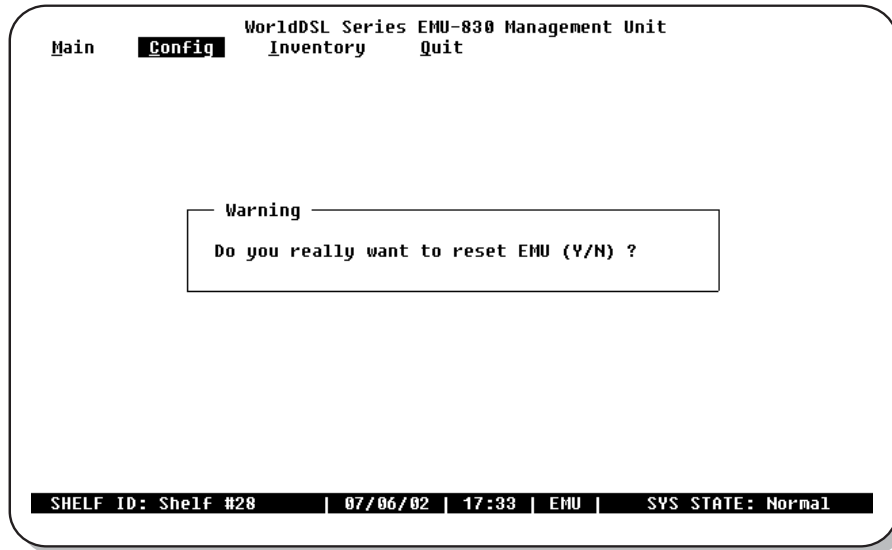 WorldDSL Series EMU-830 Management Unit
Main Config Inventory Quit
Warning
Do you really want to reset EMU (Y/N) ?
SHELF ID: Shelf #28 | 07/06/02 | 17:33 | EMU | SYS STATE: Normal